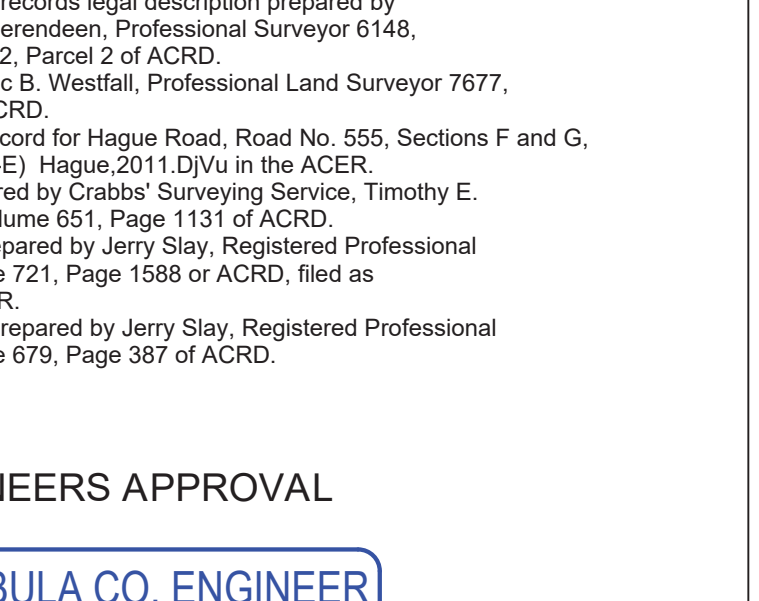 records legal description prepared by
erendeen, Professional Surveyor 6148,
2, Parcel 2 of ACRD.
c B. Westfall, Professional Land Surveyor 7677,
CRD.
cord for Hague Road, Road No. 555, Sections F and G,
-E) Hague,2011.DjVu in the ACER.
red by Crabbs' Surveying Service, Timothy E.
lume 651, Page 1131 of ACRD.
epared by Jerry Slay, Registered Professional
e 721, Page 1588 or ACRD, filed as
R.
repared by Jerry Slay, Registered Professional
e 679, Page 387 of ACRD.
NEERS APPROVAL
BULA CO. ENGINEER